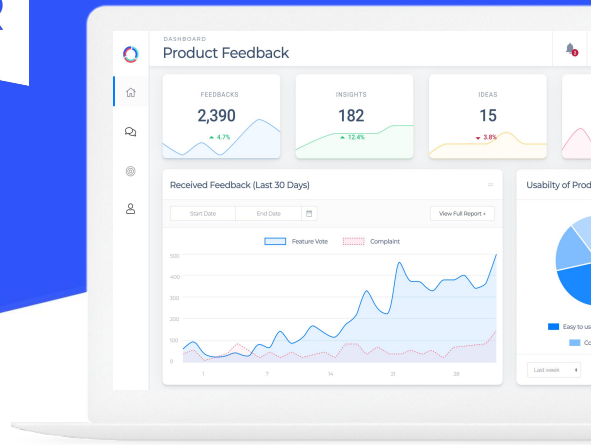 DASHBOARD
Product Feedback
FEEDBACKS
2,390
4.7%
INSIGHTS
182
12.4%
IDEAS
15
3.8%
Received Feedback (Last 30 Days)
Start Date
End Date
View Full Report
Feature Vote
Complaint
500
400
300
200
100
0
1
7
14
21
28
Usabilty of Prod
Easy to us
Co
Last week